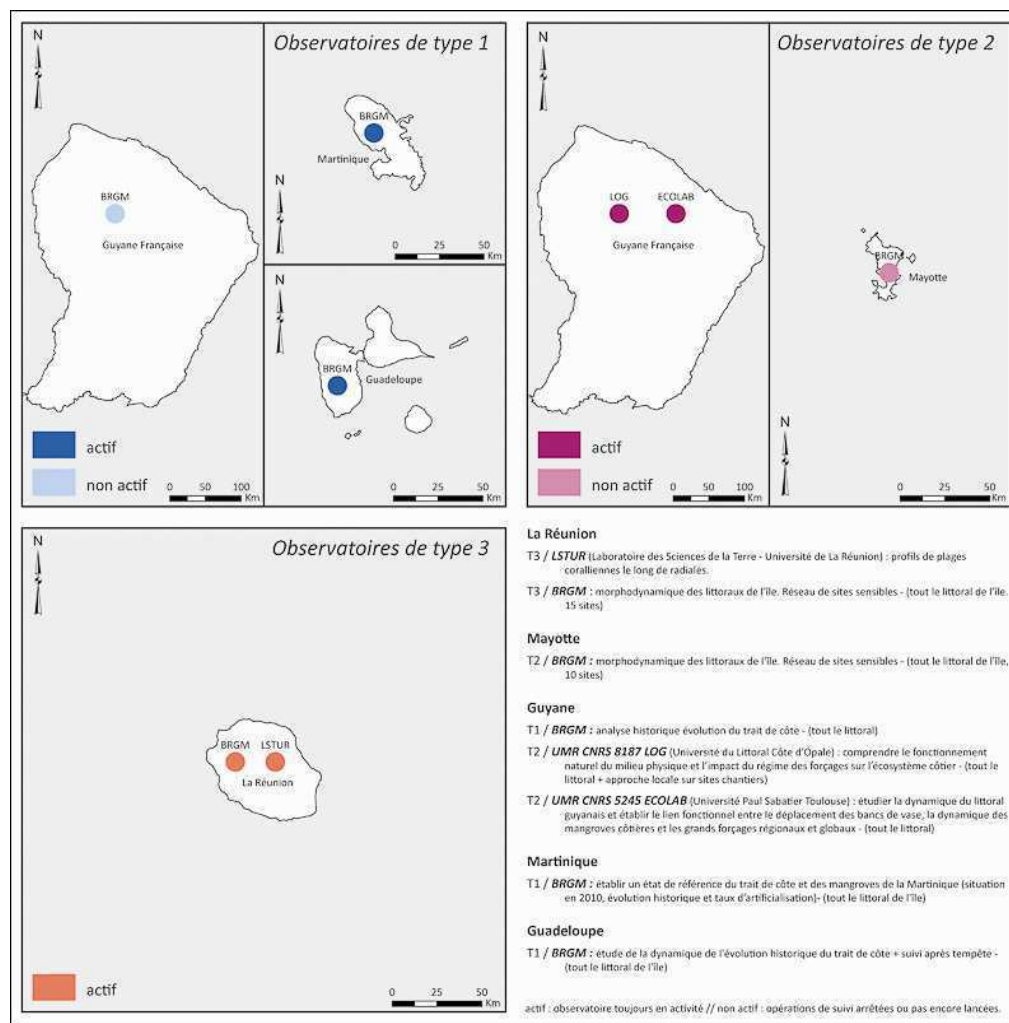 Observatoires de type 1
N
BRGM
Guyane Française
actif
non actif
0 50 100
Km
N
BRGM
Martinique
0 25 50
Km
N
BRGM
Guadeloupe
0 25 50
Km
Observatoires de type 2
N
LOG ECOLAB
Guyane Française
actif
non actif
0 50 100
Km
BRGM
Mayotte
N
0 25 50
Km
Observatoires de type 3
N
BRGM LSTUR
La Réunion
actif
0 25 50
Km
La Réunion
T3 / LSTUR (Laboratoire des Sciences de la Terre - Université de La Réunion) : profils de plages
coralliennes le long de radiales.
T3 / BRGM : morphodynamique des littoraux de l'île. Réseau de sites sensibles - (tout le littoral de l'île.
15 sites)
Mayotte
T2 / BRGM : morphodynamique des littoraux de l'île. Réseau de sites sensibles - (tout le littoral de l'île,
10 sites)
Guyane
T1 / BRGM : analyse historique évolution du trait de côte - (tout le littoral)
T2 / UMR CNRS 8187 LOG (Université du Littoral Côte d'Opale) : comprendre le fonctionnement
naturel du milieu physique et l'impact du régime des forçages sur l'écosystème côtier - (tout le
littoral + approche locale sur sites chantiers)
T2 / UMR CNRS 5245 ECOLAB (Université Paul Sabatier Toulouse) : étudier la dynamique du littoral
guyanais et établir le lien fonctionnel entre le déplacement des bancs de vase, la dynamique des
mangroves côtières et les grands forçages régionaux et globaux - (tout le littoral)
Martinique
T1 / BRGM : établir un état de référence du trait de côte et des mangroves de la Martinique (situation
en 2010, évolution historique et taux d'artificialisation)- (tout le littoral de l'île)
Guadeloupe
T1 / BRGM : étude de la dynamique de l'évolution historique du trait de côte + suivi après tempête -
(tout le littoral de l'île)
actif : observatoire toujours en activité // non actif : opérations de suivi arrêtées ou pas encore lancées.